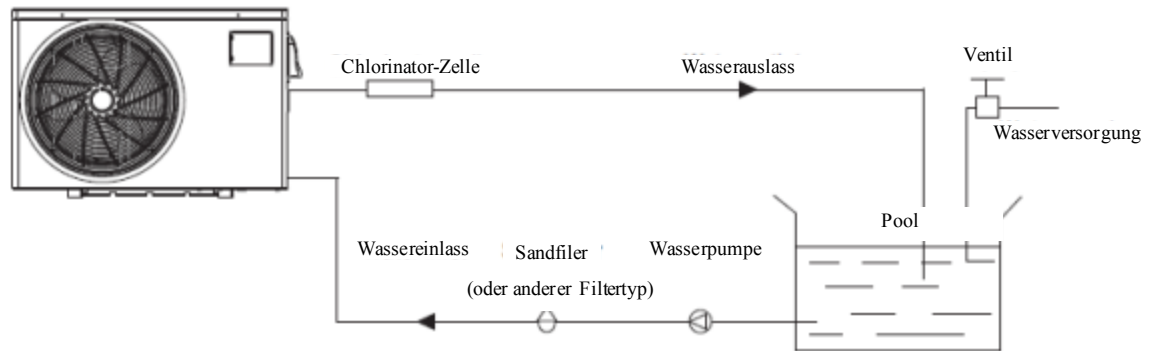 Chlorinator-Zelle
Wasserauslass
Ventil
Wasserversorgung
Pool
Wassereinlass
Sandfiler
(oder anderer Filtertyp)
Wasserpumpe